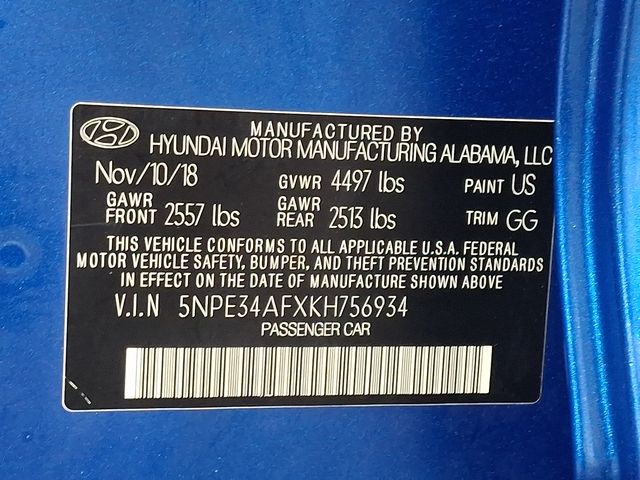 MANUFACTURED BY
HYUNDAI MOTOR MANUFACTURING ALABAMA, LLC
Nov/10/18 GVWR 4497 lbs PAINT US
GAWR FRONT 2557 lbs GAWR REAR 2513 lbs TRIM GG
THIS VEHICLE CONFORMS TO ALL APPLICABLE U.S.A. FEDERAL
MOTOR VEHICLE SAFETY, BUMPER, AND THEFT PREVENTION STANDARDS
IN EFFECT ON THE DATE OF MANUFACTURE SHOWN ABOVE
V.I.N 5NPE34AFXKH756934
PASSENGER CAR